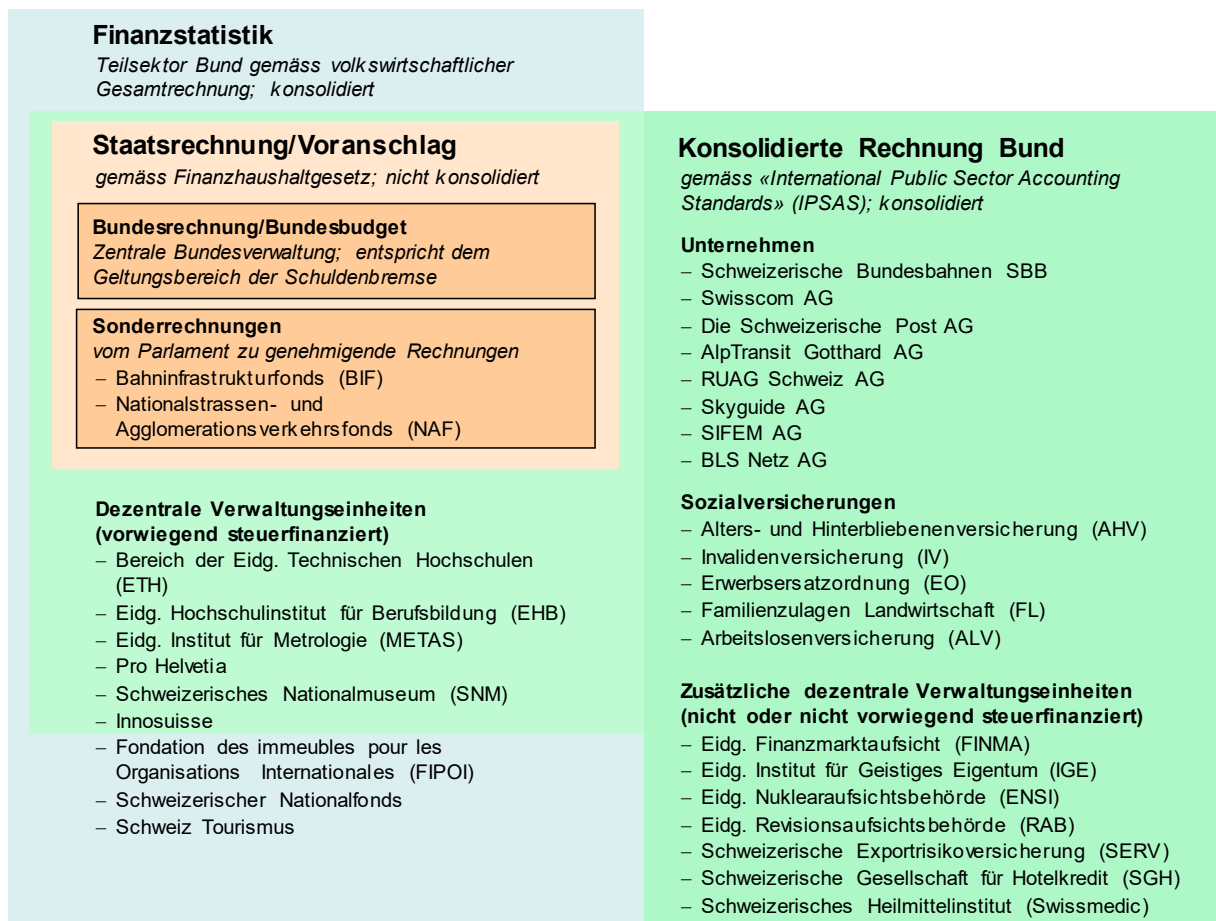 Finanzstatistik
Teilsektor Bund gemäss volkswirtschaftlicher
Gesamtrechnung; konsolidiert
Staatsrechnung/Voranschlag
gemäss Finanzhaushaltgesetz; nicht konsolidiert
Bundesrechnung/Bundesbudget
Zentrale Bundesverwaltung; entspricht dem
Geltungsbereich der Schuldenbremse
Sonderrechnungen
vom Parlament zu genehmigende Rechnungen
– Bahninfrastrukturfonds (BIF)
– Nationalstrassen- und
Agglomerationsverkehrsfonds (NAF)
Dezentrale Verwaltungseinheiten
(vorwiegend steuerfinanziert)
– Bereich der Eidg. Technischen Hochschulen
(ETH)
– Eidg. Hochschulinstitut für Berufsbildung (EHB)
– Eidg. Institut für Metrologie (METAS)
– Pro Helvetia
– Schweizerisches Nationalmuseum (SNM)
– Innosuisse
– Fondation des immeubles pour les
Organisations Internationales (FIPOI)
– Schweizerischer Nationalfonds
– Schweiz Tourismus
Konsolidierte Rechnung Bund
gemäss «International Public Sector Accounting
Standards» (IPSAS); konsolidiert
Unternehmen
– Schweizerische Bundesbahnen SBB
– Swisscom AG
– Die Schweizerische Post AG
– AlpTransit Gotthard AG
– RUAG Schweiz AG
– Skyguide AG
– SIFEM AG
– BLS Netz AG
Sozialversicherungen
– Alters- und Hinterbliebenenversicherung (AHV)
– Invalidenversicherung (IV)
– Erwerbsersatzordnung (EO)
– Familienzulagen Landwirtschaft (FL)
– Arbeitslosenversicherung (ALV)
Zusätzliche dezentrale Verwaltungseinheiten
(nicht oder nicht vorwiegend steuerfinanziert)
– Eidg. Finanzmarktaufsicht (FINMA)
– Eidg. Institut für Geistiges Eigentum (IGE)
– Eidg. Nuklearaufsichtsbehörde (ENSI)
– Eidg. Revisionsaufsichtsbehörde (RAB)
– Schweizerische Exportrisikoversicherung (SERV)
– Schweizerische Gesellschaft für Hotelkredit (SGH)
– Schweizerisches Heilmittelinstitut (Swissmedic)